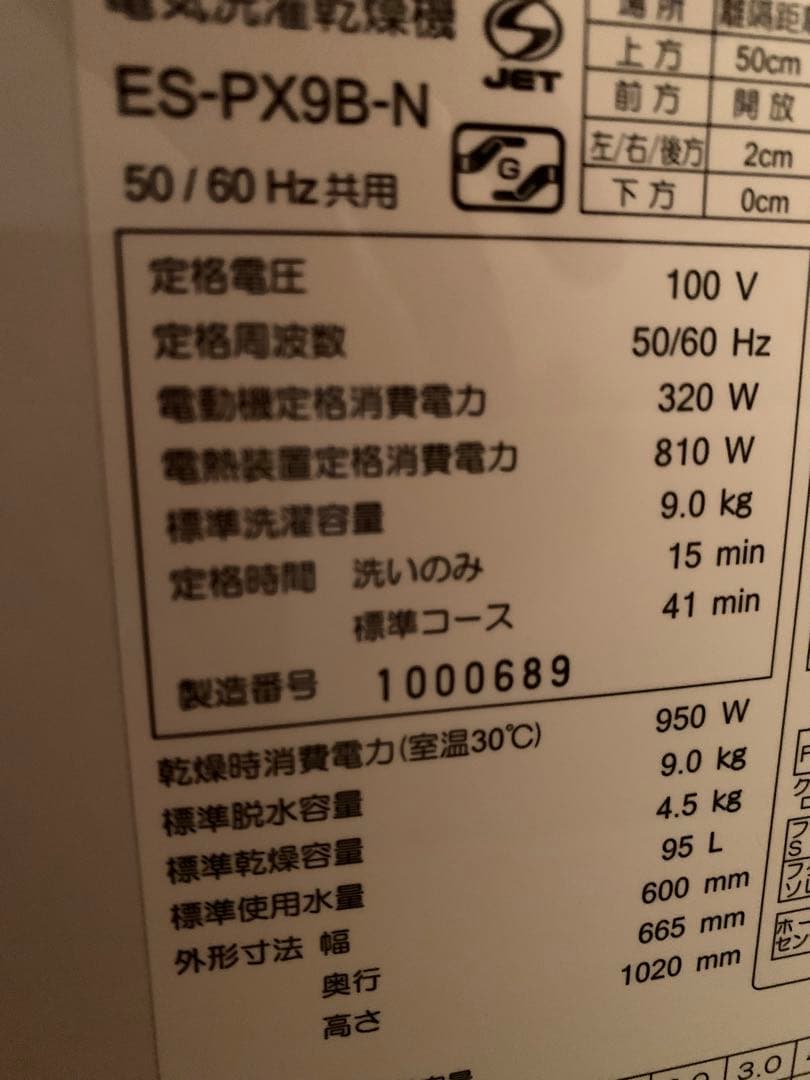 電気洗濯乾燥機
ES-PX9B-N
50 / 60 Hz 共用
JET
G
場所 離隔距
上方 50cm
前方 開放
左/右/後方 2cm
下方 0cm
定格電圧 100 V
定格周波数 50/60 Hz
電動機定格消費電力 320 W
電熱装置定格消費電力 810 W
標準洗濯容量 9.0 kg
定格時間 洗いのみ 15 min
標準コース 41 min
製造番号 1000689
乾燥時消費電力(室温30℃) 950 W
標準脱水容量 9.0 kg
標準乾燥容量 4.5 kg
標準使用水量 95 L
外形寸法 幅 600 mm
奥行 665 mm
高さ 1020 mm
3.0